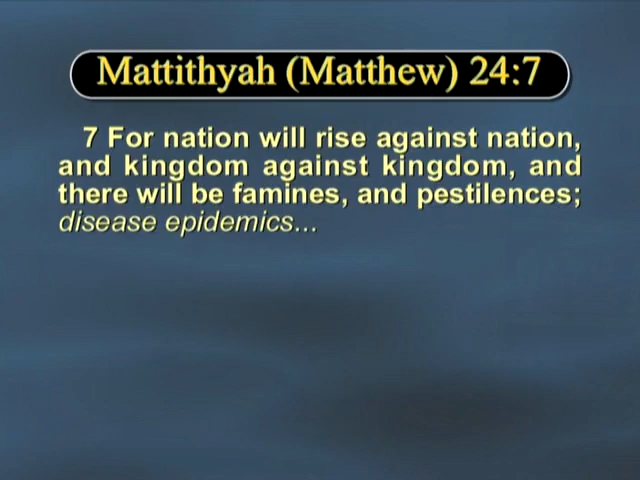 Mattithyah (Matthew) 24:7
7 For nation will rise against nation,
and kingdom against kingdom, and
there will be famines, and pestilences;
disease epidemics...